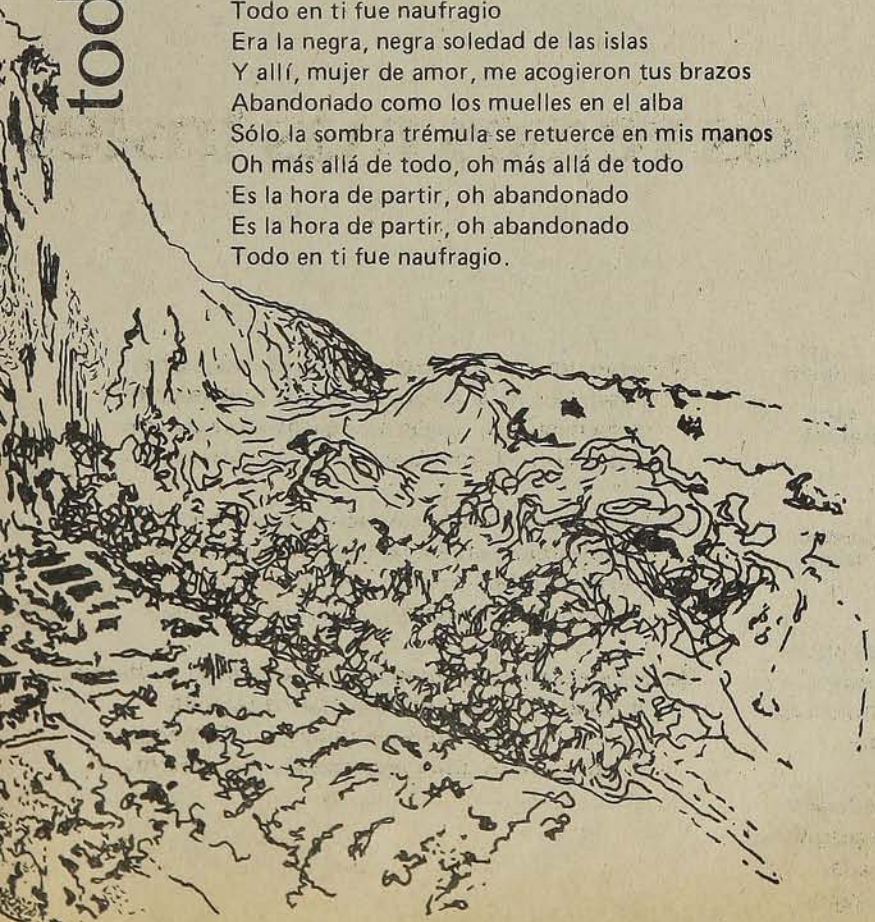 tod
Todo en ti fue naufragio
Era la negra, negra soledad de las islas
Y allí, mujer de amor, me acogieron tus brazos
Abandonado como los muelles en el alba
Sólo la sombra trémula se retuerce en mis manos
Oh más allá de todo, oh más allá de todo
Es la hora de partir, oh abandonado
Es la hora de partir, oh abandonado
Todo en ti fue naufragio.